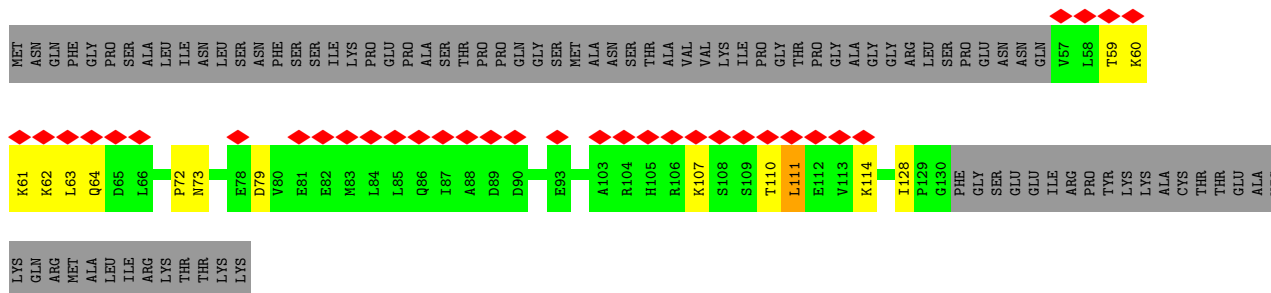 MET ASN GLN PHE GLY PRO SER ALA LEU ILE ASN LEU SER ASN PHE SER SER ILE LYS PRO GLU PRO ALA SER THR PRO PRO GLN GLY SER MET ALA ASN SER THR ALA VAL VAL LYS ILE PRO GLY THR PRO GLY ALA GLY GLY ARG LEU SER PRO GLU ASN ASN GLN V57 L58 T59 K60
K61 K62 L63 Q64 D65 L66 P72 N73 E78 D79 V80 E81 E82 M83 L84 L85 Q86 I87 A88 D89 D90 E93 A103 R104 H105 R106 K107 S108 S109 T110 L111 E112 V113 K114 I128 P129 G130 PHE GLY SER GLU GLU ILE ARG PRO TYR LYS LYS ALA CYS THR THR GLU ALA
LYS GLN ARG MET ALA LEU ILE ARG LYS THR THR LYS LYS